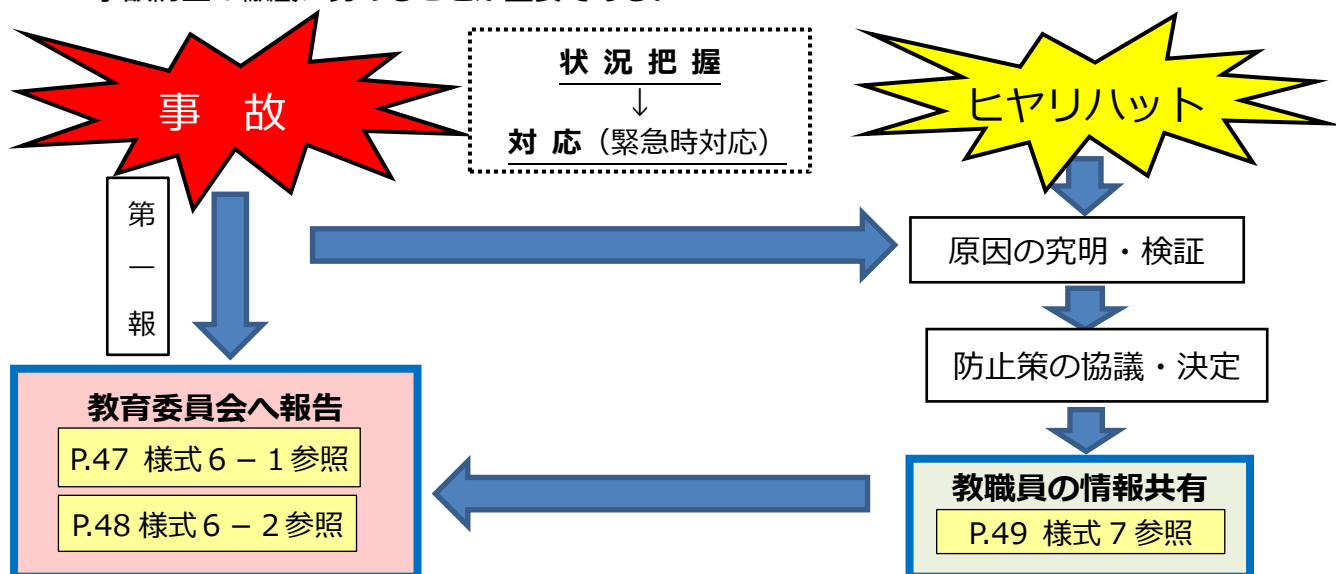 状 況 把 握
↓
対 応（緊急時対応）
事 故
ヒヤリハット
第一報
原因の究明・検証
防止策の協議・決定
教育委員会へ報告
P.47 様式６－１参照
P.48 様式６－２参照
教職員の情報共有
P.49 様式７参照